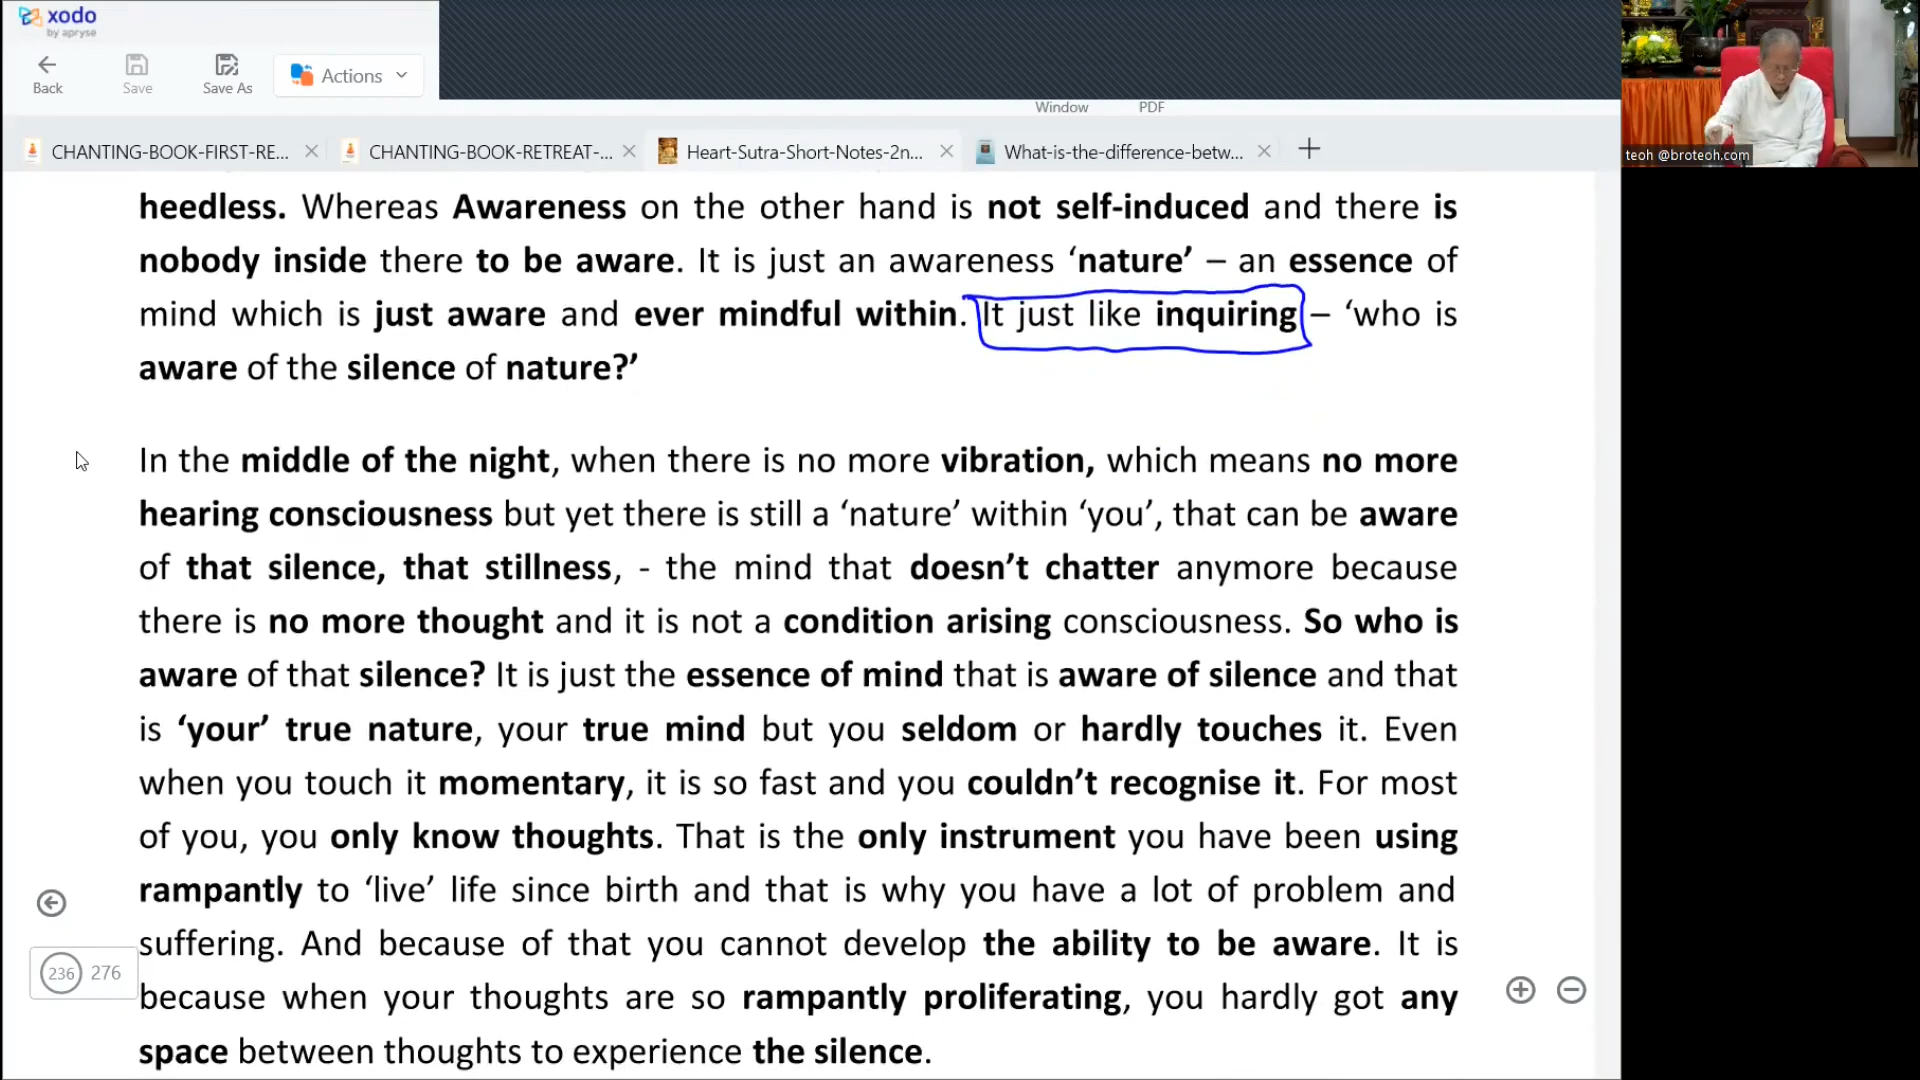 xodo
by apryse
Back
Save
Save As
Actions
Window
PDF
CHANTING-BOOK-FIRST-RE...
CHANTING-BOOK-RETREAT-...
Heart-Sutra-Short-Notes-2n...
What-is-the-difference-betw...
teoh @broteoh.com
heedless. Whereas Awareness on the other hand is not self-induced and there is
nobody inside there to be aware. It is just an awareness ‘nature’ – an essence of
mind which is just aware and ever mindful within. It just like inquiring – ‘who is
aware of the silence of nature?’
In the middle of the night, when there is no more vibration, which means no more
hearing consciousness but yet there is still a ‘nature’ within ‘you’, that can be aware
of that silence, that stillness, - the mind that doesn’t chatter anymore because
there is no more thought and it is not a condition arising consciousness. So who is
aware of that silence? It is just the essence of mind that is aware of silence and that
is ‘your’ true nature, your true mind but you seldom or hardly touches it. Even
when you touch it momentary, it is so fast and you couldn’t recognise it. For most
of you, you only know thoughts. That is the only instrument you have been using
rampantly to ‘live’ life since birth and that is why you have a lot of problem and
suffering. And because of that you cannot develop the ability to be aware. It is
because when your thoughts are so rampantly proliferating, you hardly got any
space between thoughts to experience the silence.
236 276